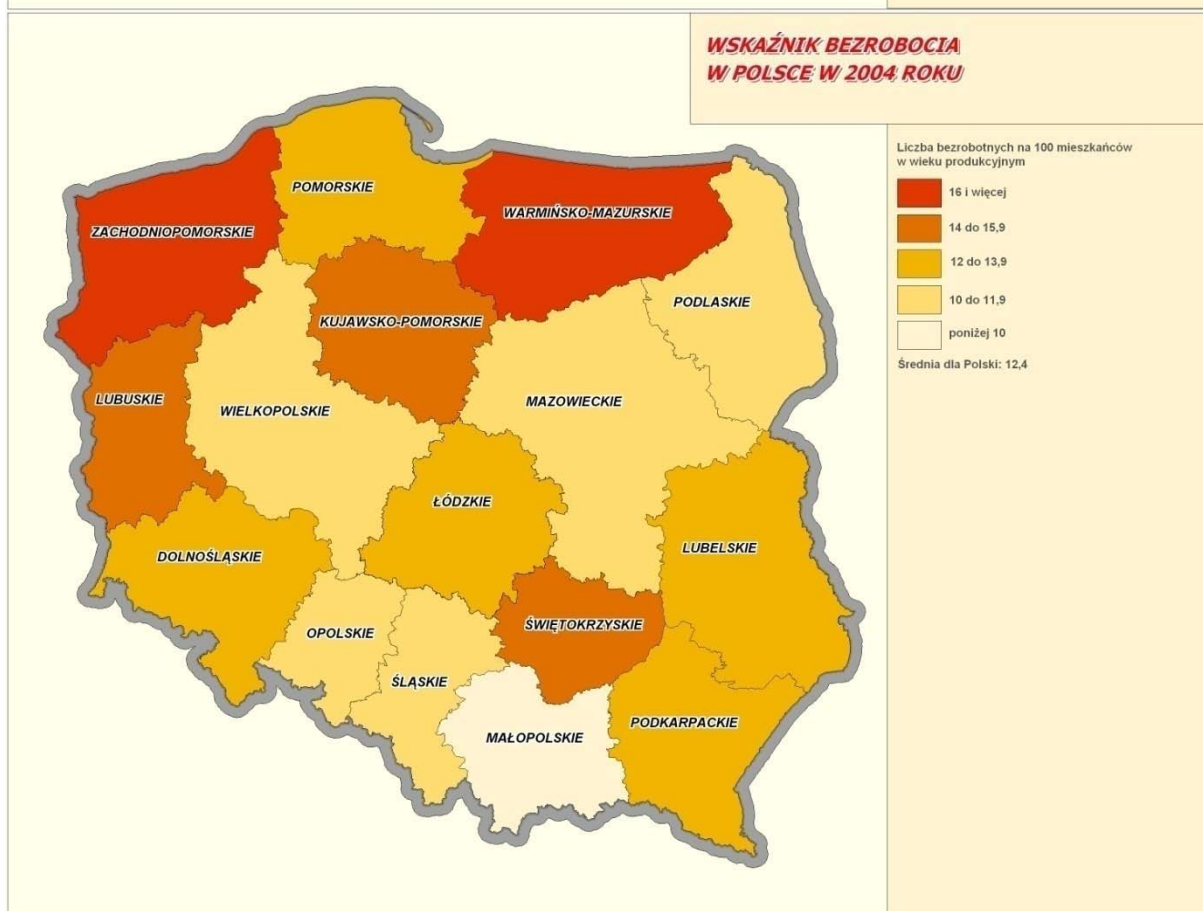 WSKAŹNIK BEZROBOCIA
W POLSCE W 2004 ROKU
Liczba bezrobotnych na 100 mieszkańców
w wieku produkcyjnym
16 i więcej
14 do 15,9
12 do 13,9
10 do 11,9
poniżej 10
Średnia dla Polski: 12,4
POMORSKIE
WARMIŃSKO-MAZURSKIE
ZACHODNIOPOMORSKIE
PODLASKIE
KUJAWSKO-POMORSKIE
LUBUSKIE
WIELKOPOLSKIE
MAZOWIECKIE
ŁÓDZKIE
LUBELSKIE
DOLNOŚLĄSKIE
OPOLSKIE
ŚWIĘTOKRZYSKIE
ŚLĄSKIE
PODKARPACKIE
MAŁOPOLSKIE